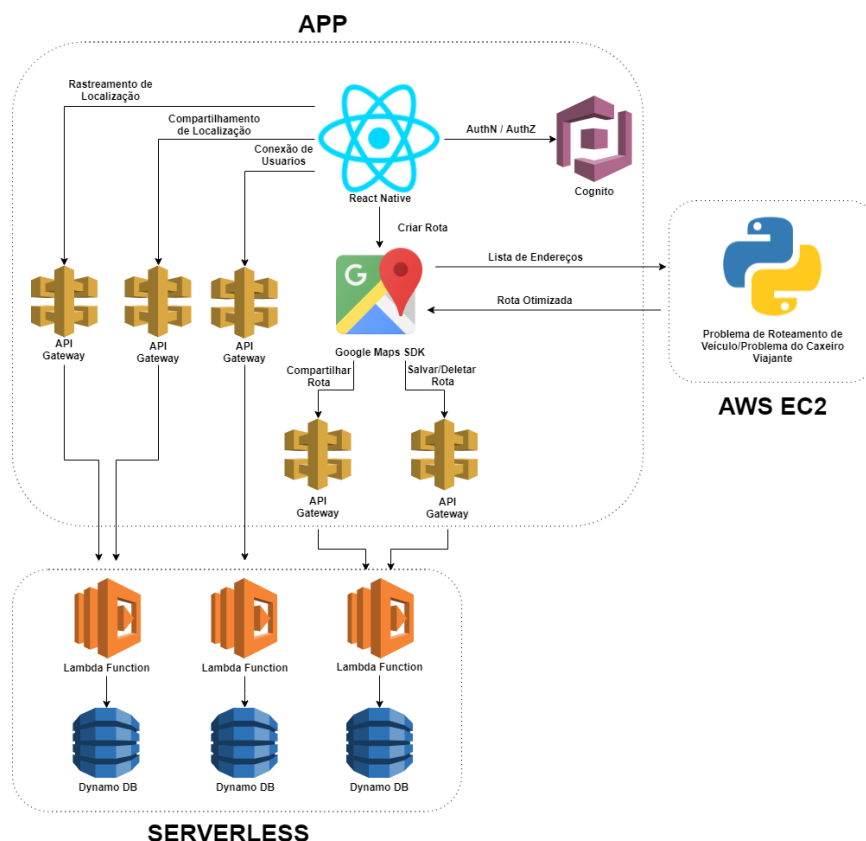 APP
Rastreamento de
Localização
Compartilhamento
de Localização
Conexão de
Usuarios
React Native
AuthN / AuthZ
Cognito
Criar Rota
G
Lista de Endereços
Rota Otimizada
Problema de Roteamento de
Veículo/Problema do Caxeiro
Viajante
AWS EC2
API
Gateway
API
Gateway
API
Gateway
Google Maps SDK
Compartilhar
Rota
Salvar/Deletar
Rota
API
Gateway
API
Gateway
Lambda Function
Lambda Function
Lambda Function
Dynamo DB
Dynamo DB
Dynamo DB
SERVERLESS